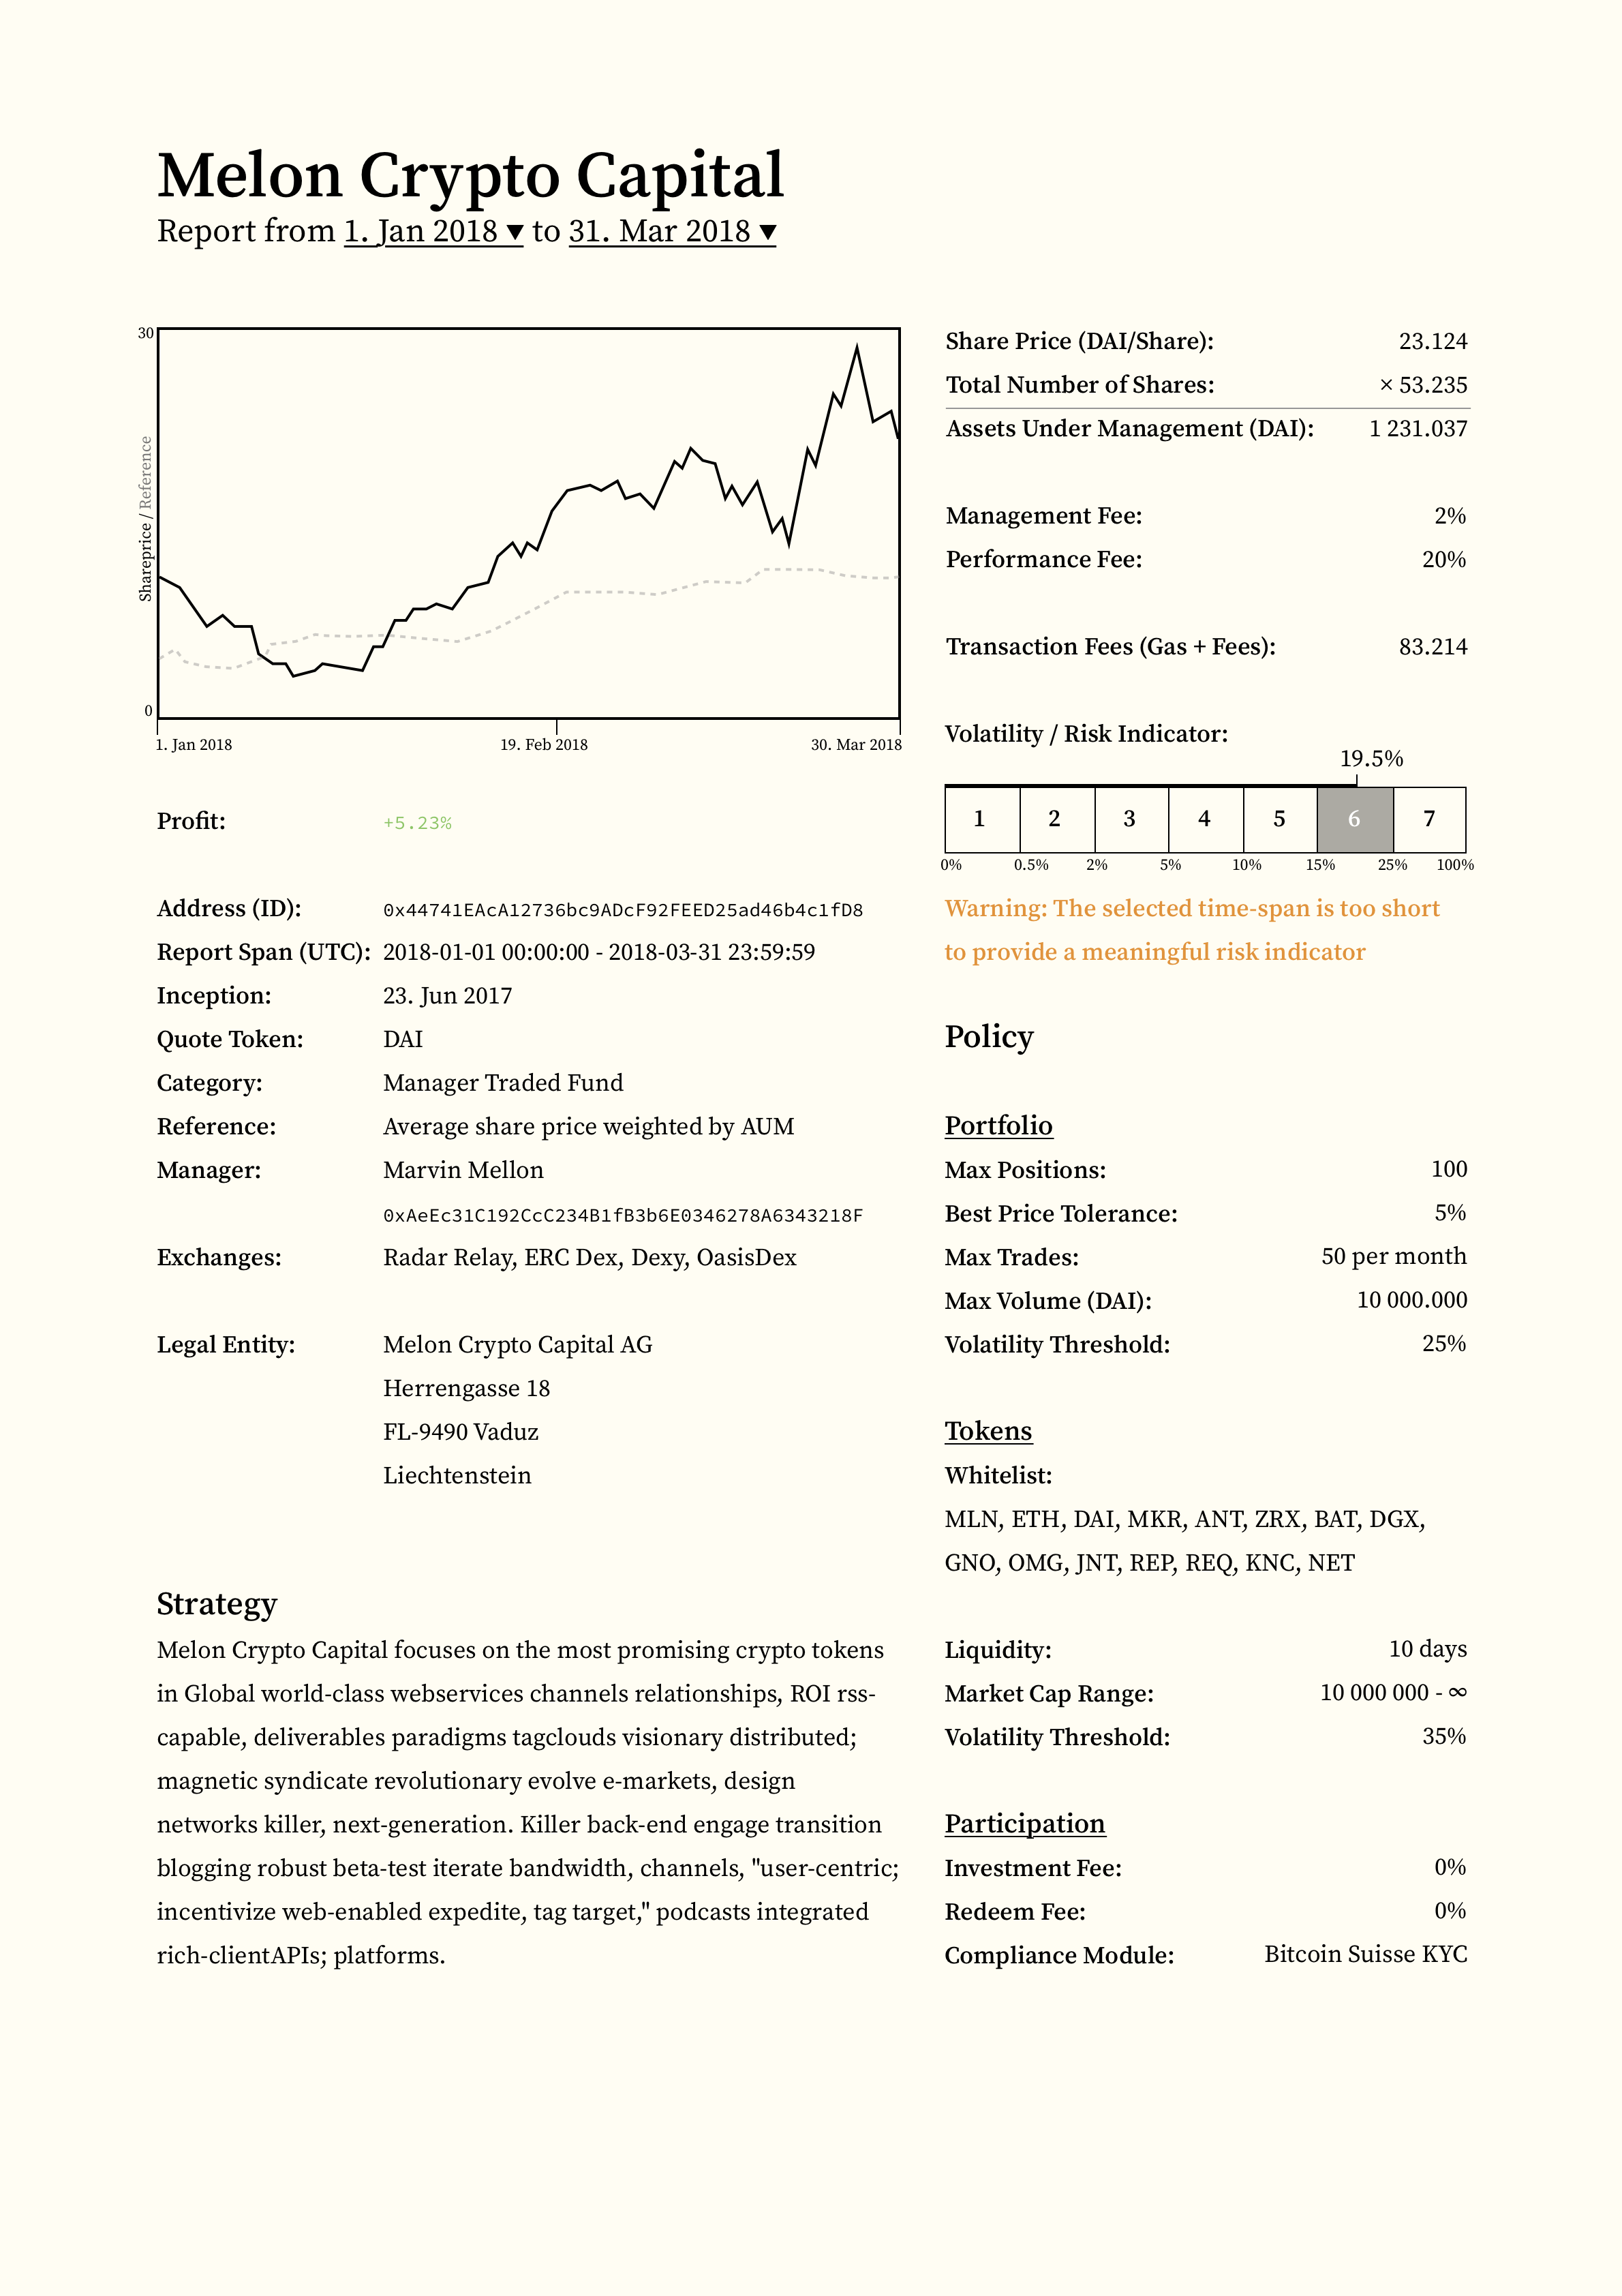 Melon Crypto Capital
Report from 1. Jan 2018 ▼ to 31. Mar 2018 ▼
30
Shareprice / Reference
0
1. Jan 2018
19. Feb 2018
30. Mar 2018
Profit: +5.23%
Address (ID): 0x44741EAcA12736bc9ADcF92FEED25ad46b4c1fD8
Report Span (UTC): 2018-01-01 00:00:00 - 2018-03-31 23:59:59
Inception: 23. Jun 2017
Quote Token: DAI
Category: Manager Traded Fund
Reference: Average share price weighted by AUM
Manager: Marvin Mellon
0xAeEc31C192CcC234B1fB3b6E0346278A6343218F
Exchanges: Radar Relay, ERC Dex, Dexy, OasisDex
Legal Entity: Melon Crypto Capital AG
Herrengasse 18
FL-9490 Vaduz
Liechtenstein
Strategy
Melon Crypto Capital focuses on the most promising crypto tokens
in Global world-class webservices channels relationships, ROI rss-
capable, deliverables paradigms tagclouds visionary distributed;
magnetic syndicate revolutionary evolve e-markets, design
networks killer, next-generation. Killer back-end engage transition
blogging robust beta-test iterate bandwidth, channels, "user-centric;
incentivize web-enabled expedite, tag target," podcasts integrated
rich-clientAPIs; platforms.
Share Price (DAI/Share): 23.124
Total Number of Shares: × 53.235
Assets Under Management (DAI): 1 231.037
Management Fee: 2%
Performance Fee: 20%
Transaction Fees (Gas + Fees): 83.214
Volatility / Risk Indicator:
19.5%
1 2 3 4 5 6 7
0% 0.5% 2% 5% 10% 15% 25% 100%
Warning: The selected time-span is too short
to provide a meaningful risk indicator
Policy
Portfolio
Max Positions: 100
Best Price Tolerance: 5%
Max Trades: 50 per month
Max Volume (DAI): 10 000.000
Volatility Threshold: 25%
Tokens
Whitelist:
MLN, ETH, DAI, MKR, ANT, ZRX, BAT, DGX,
GNO, OMG, JNT, REP, REQ, KNC, NET
Liquidity: 10 days
Market Cap Range: 10 000 000 - ∞
Volatility Threshold: 35%
Participation
Investment Fee: 0%
Redeem Fee: 0%
Compliance Module: Bitcoin Suisse KYC